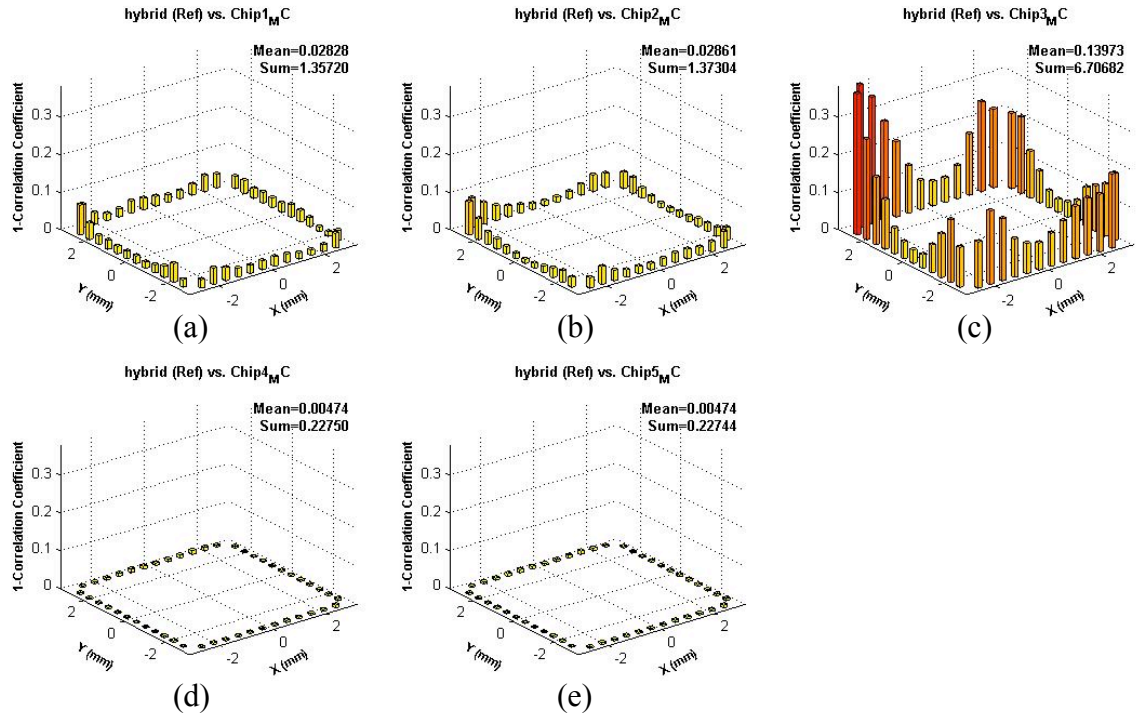 hybrid (Ref) vs. Chip1MC
Mean=0.02828
Sum=1.35720
1-Correlation Coefficient
0.3
0.2
0.1
0
2
0
-2
Y (mm)
-2
0
2
X (mm)
(a)
hybrid (Ref) vs. Chip2MC
Mean=0.02861
Sum=1.37304
1-Correlation Coefficient
0.3
0.2
0.1
0
2
0
-2
Y (mm)
-2
0
2
X (mm)
(b)
hybrid (Ref) vs. Chip3MC
Mean=0.13973
Sum=6.70682
1-Correlation Coefficient
0.3
0.2
0.1
0
2
0
-2
Y (mm)
-2
0
2
X (mm)
(c)
hybrid (Ref) vs. Chip4MC
Mean=0.00474
Sum=0.22750
1-Correlation Coefficient
0.3
0.2
0.1
0
2
0
-2
Y (mm)
-2
0
2
X (mm)
(d)
hybrid (Ref) vs. Chip5MC
Mean=0.00474
Sum=0.22744
1-Correlation Coefficient
0.3
0.2
0.1
0
2
0
-2
Y (mm)
-2
0
2
X (mm)
(e)